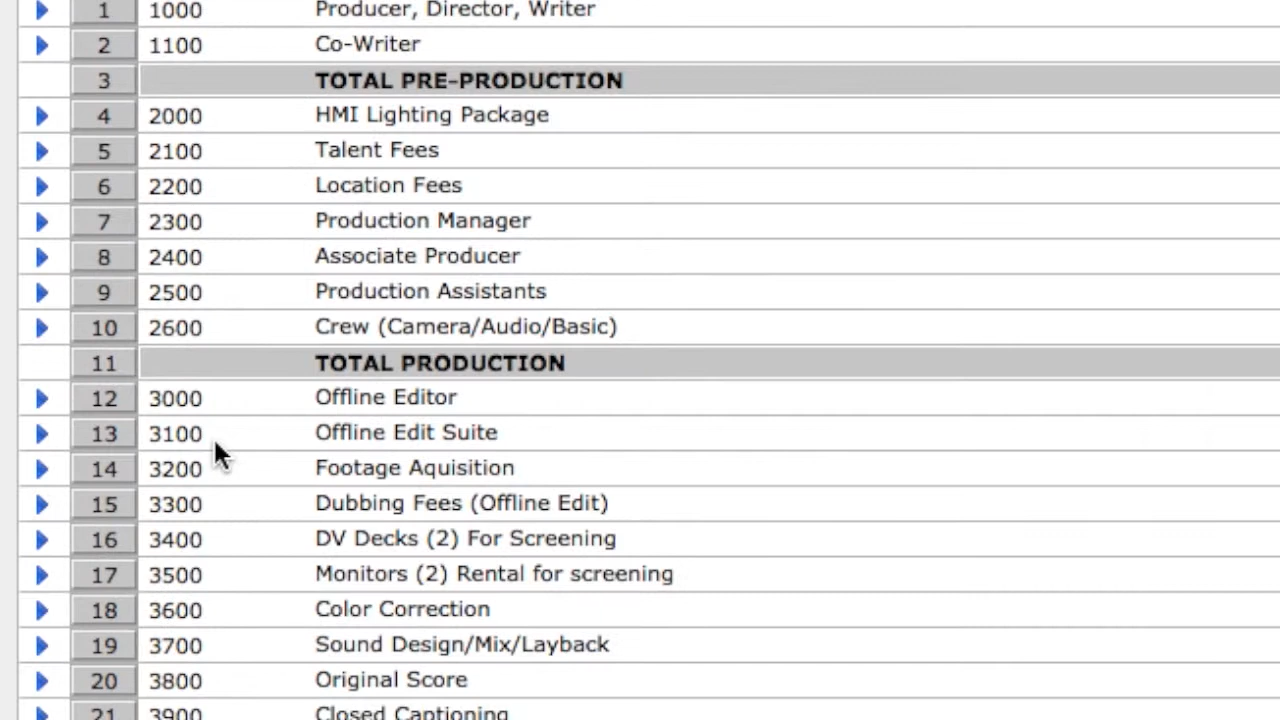 1 1000 Producer, Director, Writer
2 1100 Co-Writer
3 TOTAL PRE-PRODUCTION
4 2000 HMI Lighting Package
5 2100 Talent Fees
6 2200 Location Fees
7 2300 Production Manager
8 2400 Associate Producer
9 2500 Production Assistants
10 2600 Crew (Camera/Audio/Basic)
11 TOTAL PRODUCTION
12 3000 Offline Editor
13 3100 Offline Edit Suite
14 3200 Footage Aquisition
15 3300 Dubbing Fees (Offline Edit)
16 3400 DV Decks (2) For Screening
17 3500 Monitors (2) Rental for screening
18 3600 Color Correction
19 3700 Sound Design/Mix/Layback
20 3800 Original Score
21 3900 Closed Captioning